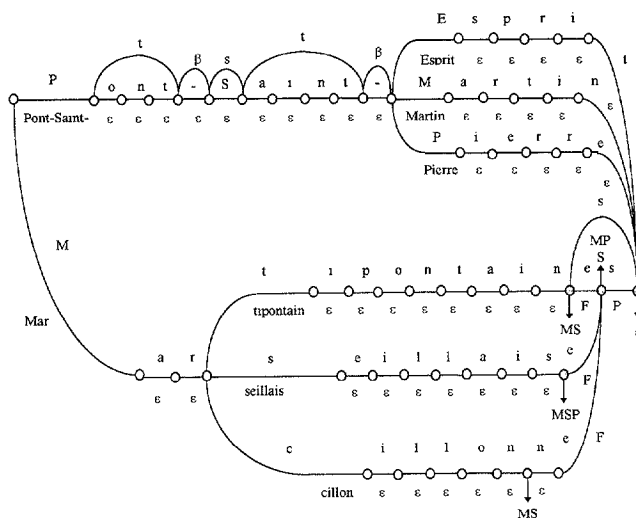 t β s t β
E s p r i t
P o n t - S a ı n t -
Esprit ε ε ε ε
M a r t i n
Pont-Saint- ε ε ε ε ε ε ε ε ε
Martin ε ε ε ε ε
P i e r r e
Pierre ε ε ε ε ε
s
M
MP
S
t ı p o n t a i n e s
Mar
tıpontain ε ε ε ε ε ε ε ε F P
MS
a r s e i l l a i s e
ε ε seillais ε ε ε ε ε ε ε F
MSP
c i l l o n n e F
cillon ε ε ε ε ε ε
MS